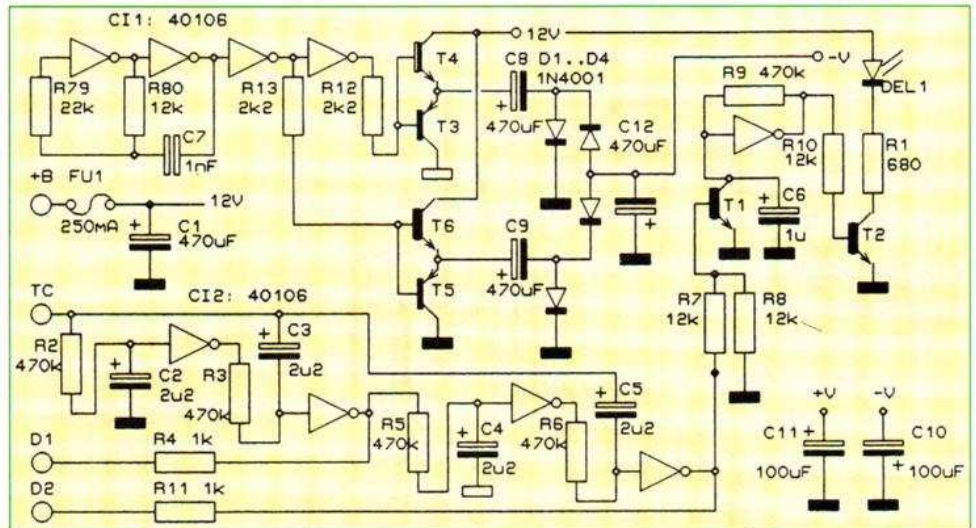 CI1: 40106
12V
-V
T4
C8 D1..D4
1N4001
R9 470k
DEL1
R79
22k
R80
12k
R13
2k2
R12
2k2
T3
+
470uF
C12
470uF
R10
12k
R1
680
C7
1nF
+B FU1
250mA
12V
+
C1
470uF
T6
T5
C9
+
470uF
+
T1
+
C6
1u
T2
TC
CI2: 40106
R2
470k
+
C2
2u2
R3
470k
+
C3
2u2
R7
12k
R8
12k
R5
470k
+
C4
2u2
R6
470k
+
C5
2u2
+V
-V
C11
+
100uF
C10
+
100uF
D1
R4 1k
D2
R11 1k